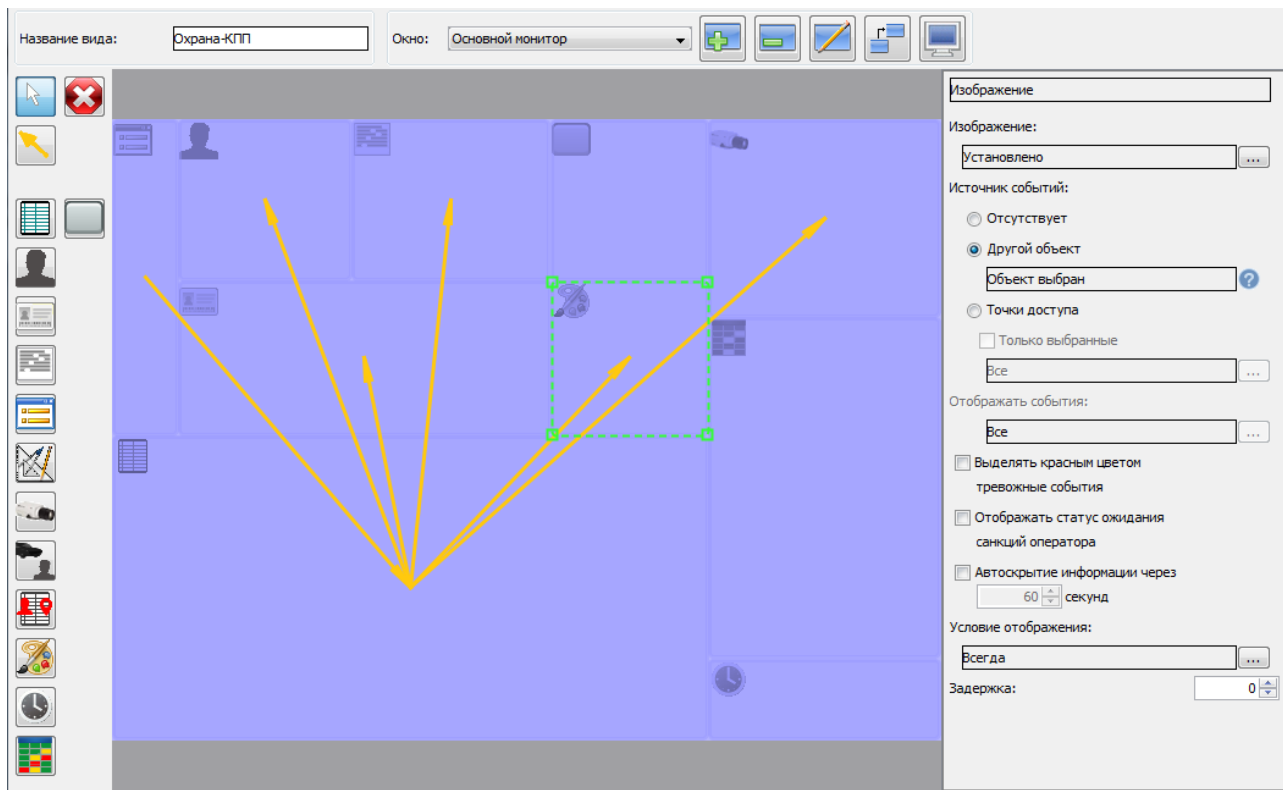 Название вида:
Охрана-КПП
Окно:
Основной монитор
Изображение
Изображение:
Установлено
...
Источник событий:
Отсутствует
Другой объект
Объект выбран
?
Точки доступа
Только выбранные
Все
...
Отображать события:
Все
...
Выделять красным цветом
тревожные события
Отображать статус ожидания
санкций оператора
Автоскрытие информации через
60
секунд
Условие отображения:
Всегда
...
Задержка:
0